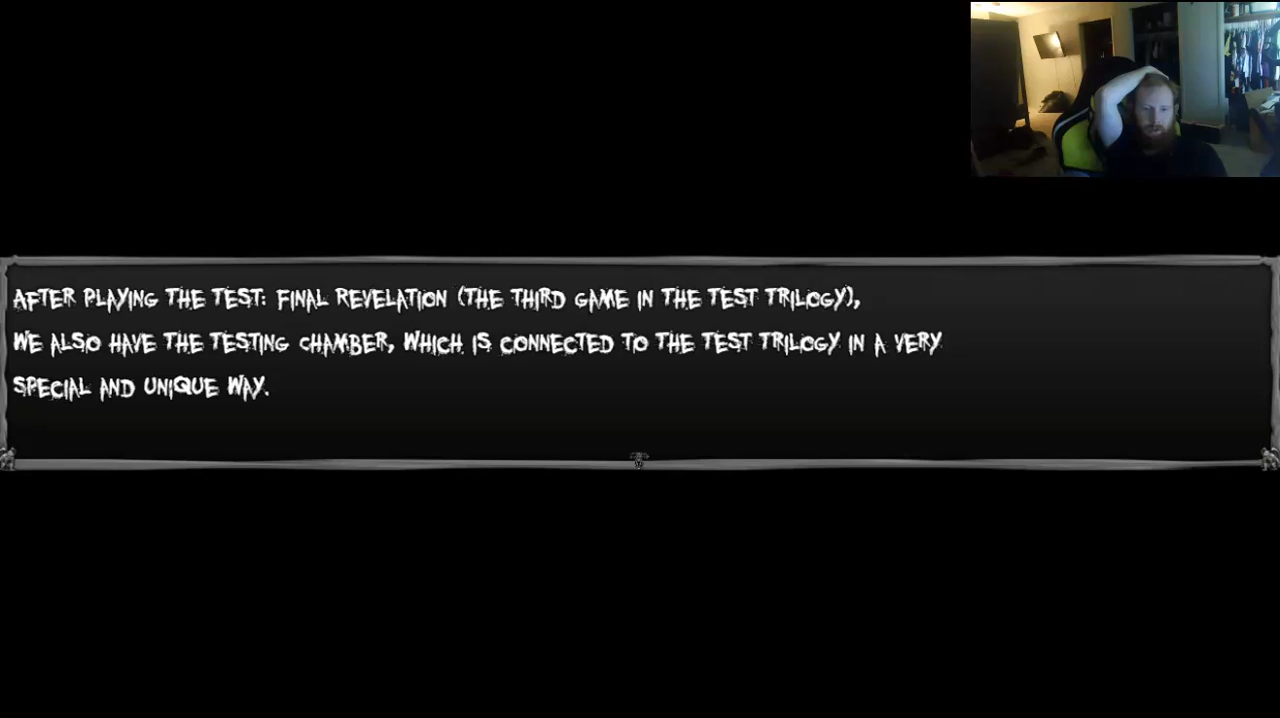 AFTER PLAYING THE TEST: FINAL REVELATION (THE THIRD GAME IN THE TEST TRILOGY),
WE ALSO HAVE THE TESTING CHAMBER, WHICH IS CONNECTED TO THE TEST TRILOGY IN A VERY
SPECIAL AND UNIQUE WAY.